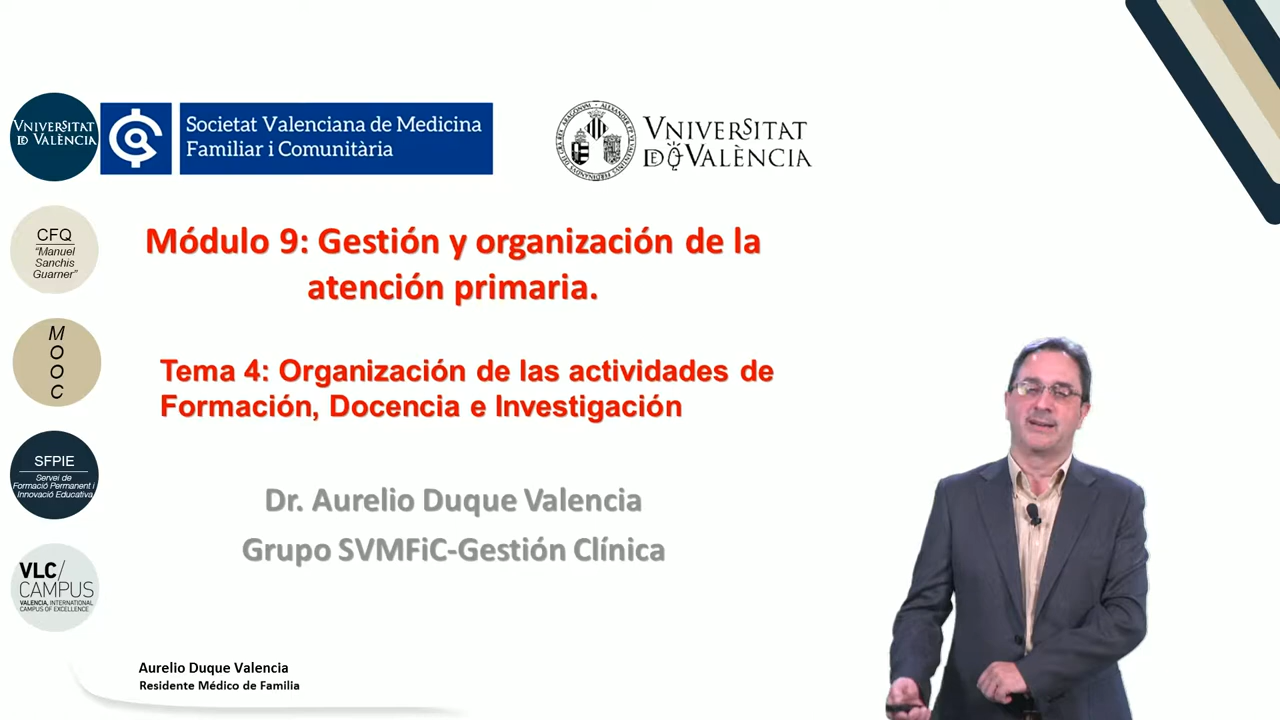 VNIVERSITAT
DE VALÈNCIA
Societat Valenciana de Medicina
Familiar i Comunitària
VNIVERSITAT
DE VALÈNCIA
CFQ
“Manuel
Sanchis
Guarner”
Módulo 9: Gestión y organización de la
atención primaria.
M
O
O
C
Tema 4: Organización de las actividades de
Formación, Docencia e Investigación
SFPIE
Servei de
Formació Permanent i
Innovació Educativa
Dr. Aurelio Duque Valencia
Grupo SVMFiC-Gestión Clínica
VLC/
CAMPUS
VALENCIA, INTERNATIONAL
CAMPUS OF EXCELLENCE
Aurelio Duque Valencia
Residente Médico de Familia